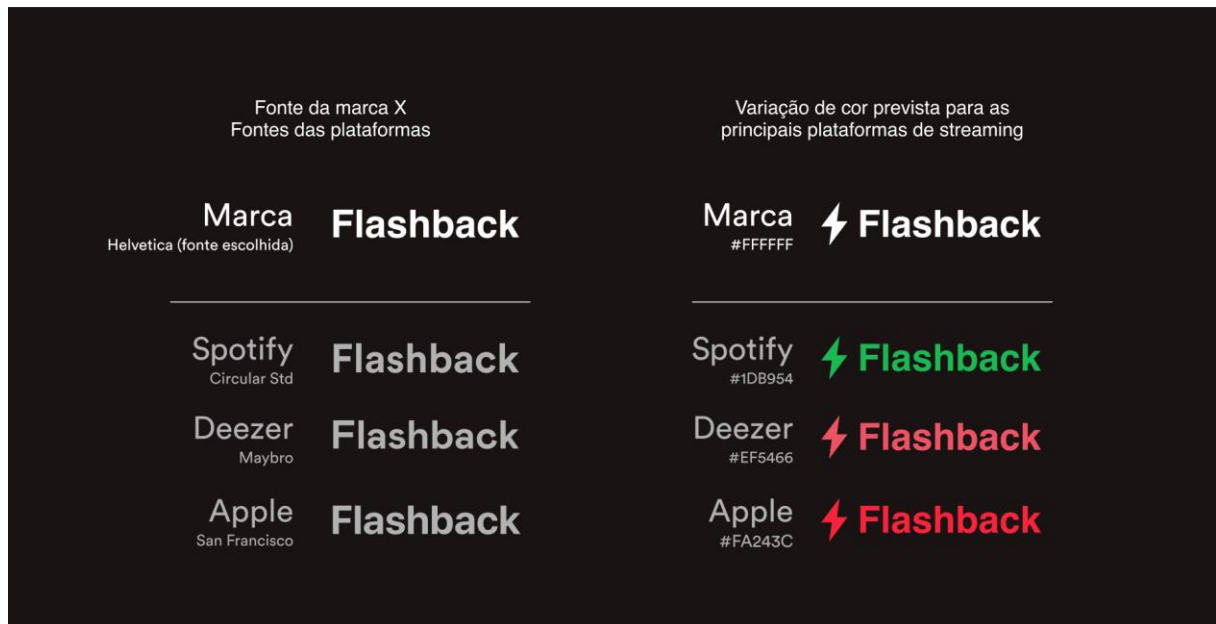 Fonte da marca X
Fontes das plataformas
Marca
Helvetica (fonte escolhida)
Flashback
Spotify
Circular Std
Flashback
Deezer
Maybro
Flashback
Apple
San Francisco
Flashback
Variação de cor prevista para as
principais plataformas de streaming
Marca
#FFFFFF
Flashback
Spotify
#1DB954
Flashback
Deezer
#EF5466
Flashback
Apple
#FA243C
Flashback